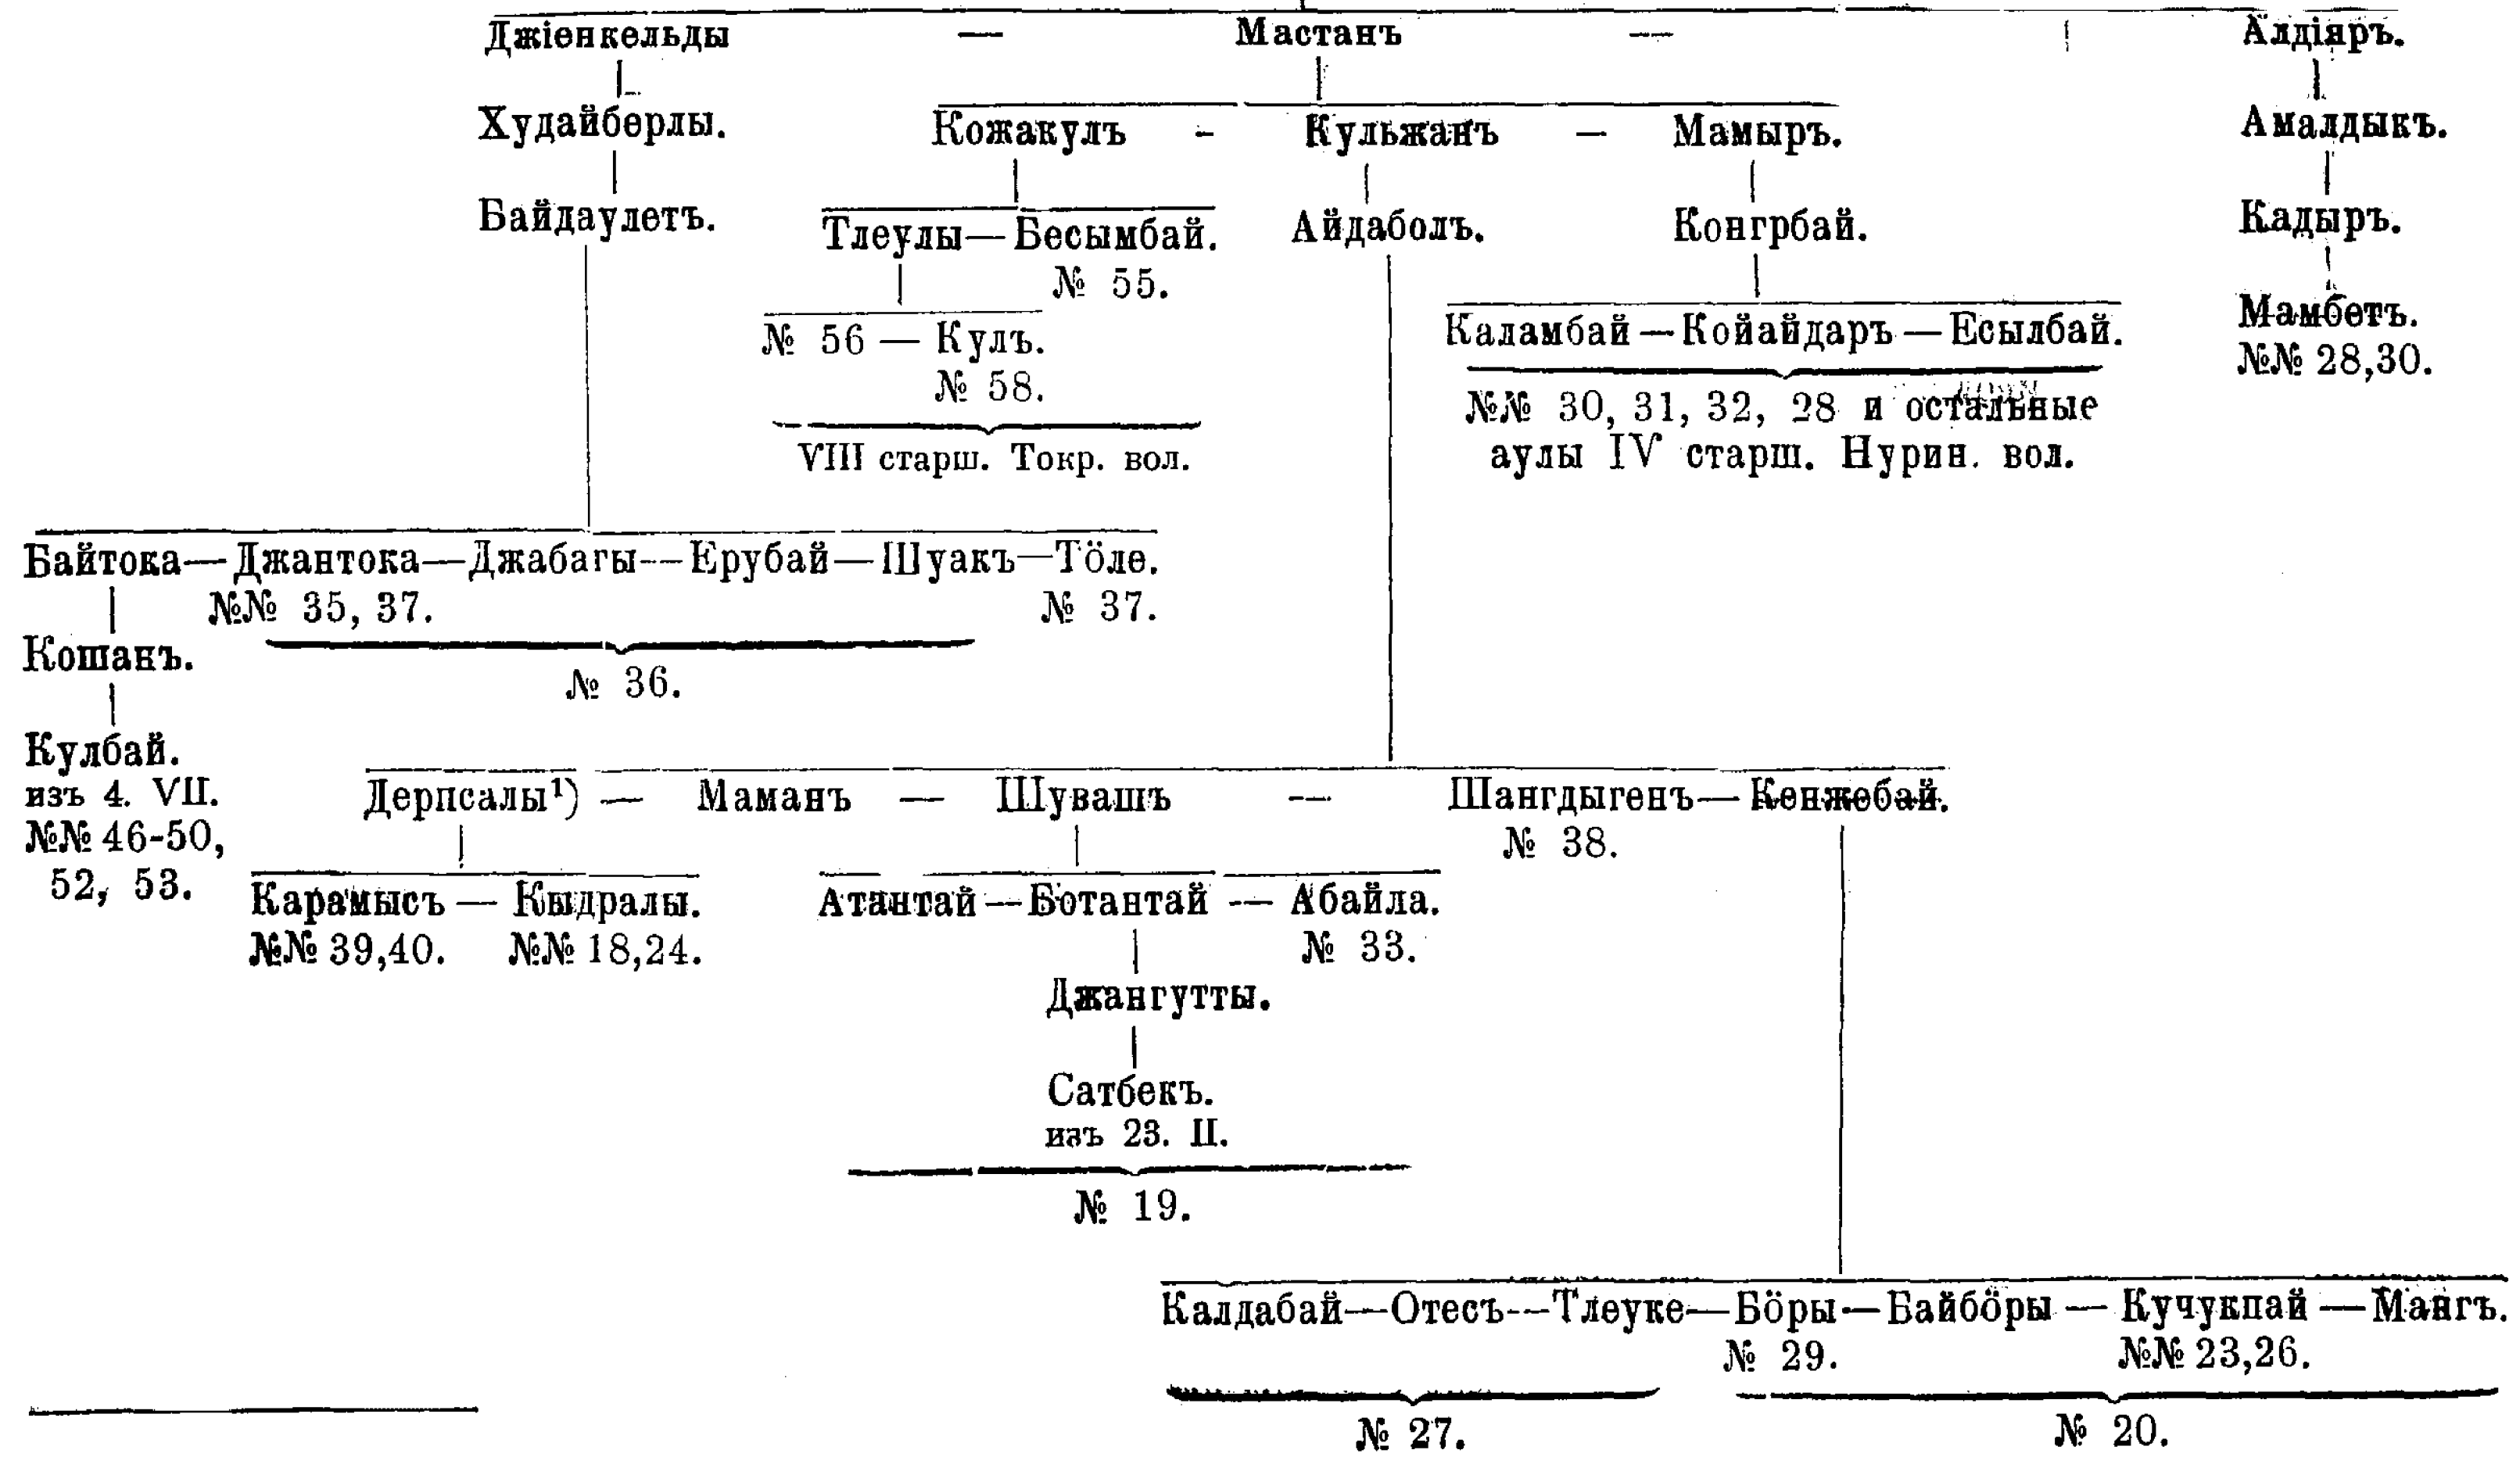 Джіенкельды — Мастанъ — Алдіяръ.
Худайберлы. Кожакулъ - Кульжанъ — Мамыръ. Амалдыкъ.
Байдаулетъ. Тлеулы—Бесымбай. Айдаболъ. Конгрбай. Кадыръ.
№ 55.
№ 56 — Кулъ. Каламбай—Койайдаръ—Есылбай. Мамбетъ.
№ 58. №№ 28,30.
№№ 30, 31, 32, 28 и остальные
VIII старш. Токр. вол. аулы IV старш. Нурин. вол.
Байтока—Джантока—Джабагы—Ерубай—Шуакъ—Тöле.
№№ 35, 37. № 37.
Кошанъ.
№ 36.
Кулбай.
изъ 4. VII. Дерпсалы¹) — Маманъ — Шувашъ — Шангдыгенъ—Кенжебай.
№№ 46-50, № 38.
52, 53. Карамысъ — Кыдралы. Атантай—Ботантай — Абайла.
№№ 39,40. №№ 18,24. № 33.
Джангутты.
Сатбекъ.
изъ 23. II.
№ 19.
Калдабай—Отесъ—Тлеуке—Бöры—Байбöры — Кучукпай — Мангъ.
№ 29. №№ 23,26.
№ 27. № 20.